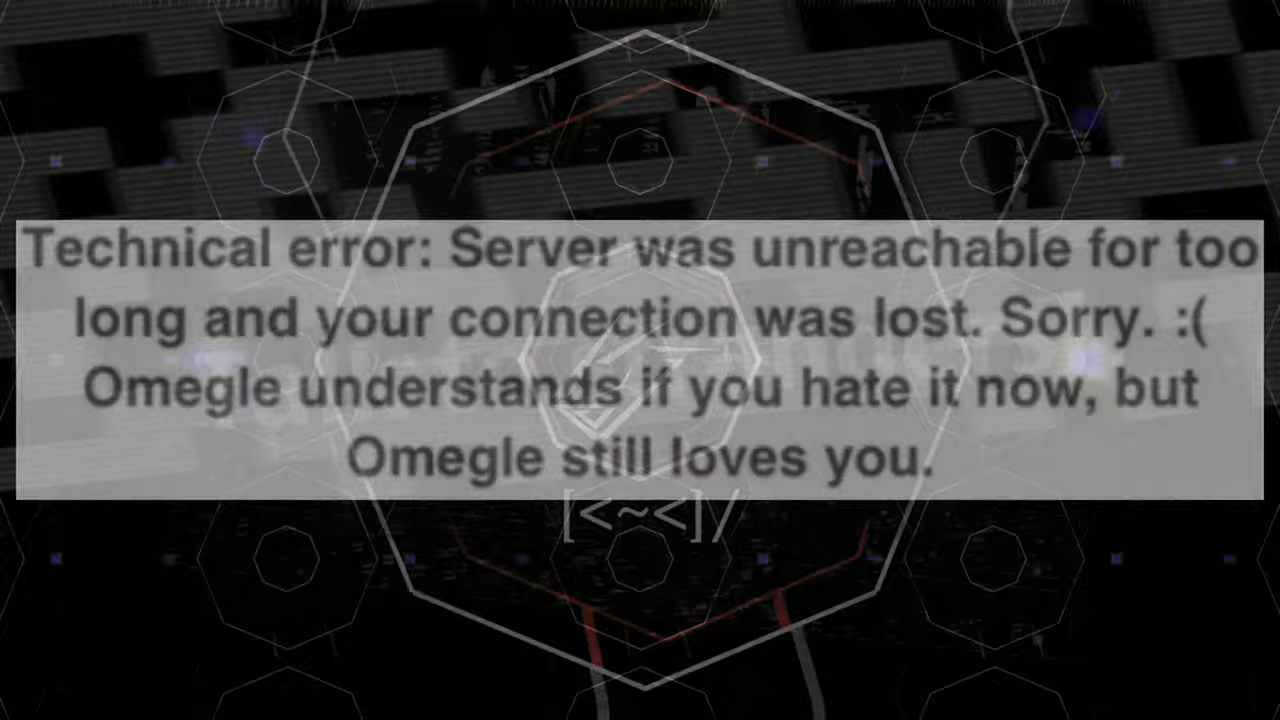 Technical error: Server was unreachable for too
long and your connection was lost. Sorry. :(
Omegle understands if you hate it now, but
Omegle still loves you.
[<~<]/